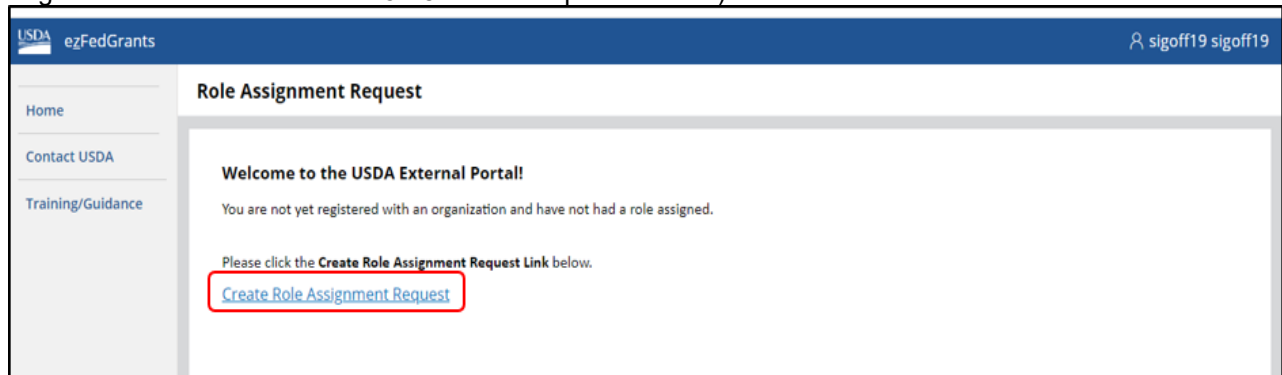 USDA ezFedGrants sigoff19 sigoff19
Role Assignment Request
Home
Contact USDA
Training/Guidance
Welcome to the USDA External Portal!
You are not yet registered with an organization and have not had a role assigned.
Please click the Create Role Assignment Request Link below.
Create Role Assignment Request